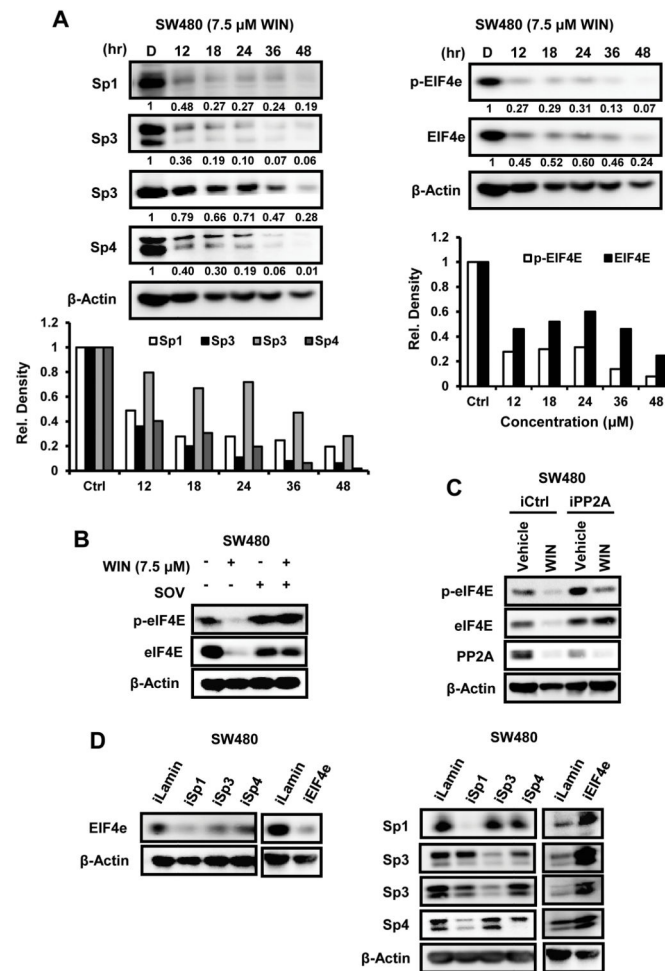 A
SW480 (7.5 µM WIN)
(hr) D 12 18 24 36 48
Sp1
1 0.48 0.27 0.27 0.24 0.19
Sp3
1 0.36 0.19 0.10 0.07 0.06
Sp3
1 0.79 0.66 0.71 0.47 0.28
Sp4
1 0.40 0.30 0.19 0.06 0.01
β-Actin
Rel. Density
Sp1 Sp3 Sp3 Sp4
1
0.8
0.6
0.4
0.2
0
Ctrl 12 18 24 36 48
SW480 (7.5 µM WIN)
(hr) D 12 18 24 36 48
p-EIF4e
1 0.27 0.29 0.31 0.13 0.07
EIF4e
1 0.45 0.52 0.60 0.46 0.24
β-Actin
Rel. Density
p-EIF4E EIF4E
1.2
1
0.8
0.6
0.4
0.2
0
Ctrl 12 18 24 36 48
Concentration (µM)
B
SW480
WIN (7.5 µM) - + - +
SOV - - + +
p-eIF4E
eIF4E
β-Actin
C
SW480
iCtrl iPP2A
Vehicle WIN Vehicle WIN
p-eIF4E
eIF4E
PP2A
β-Actin
D
SW480
iLamin iSp1 iSp3 iSp4 iLamin iEIF4e
EIF4e
β-Actin
SW480
iLamin iSp1 iSp3 iSp4 iLamin iEIF4e
Sp1
Sp3
Sp3
Sp4
β-Actin